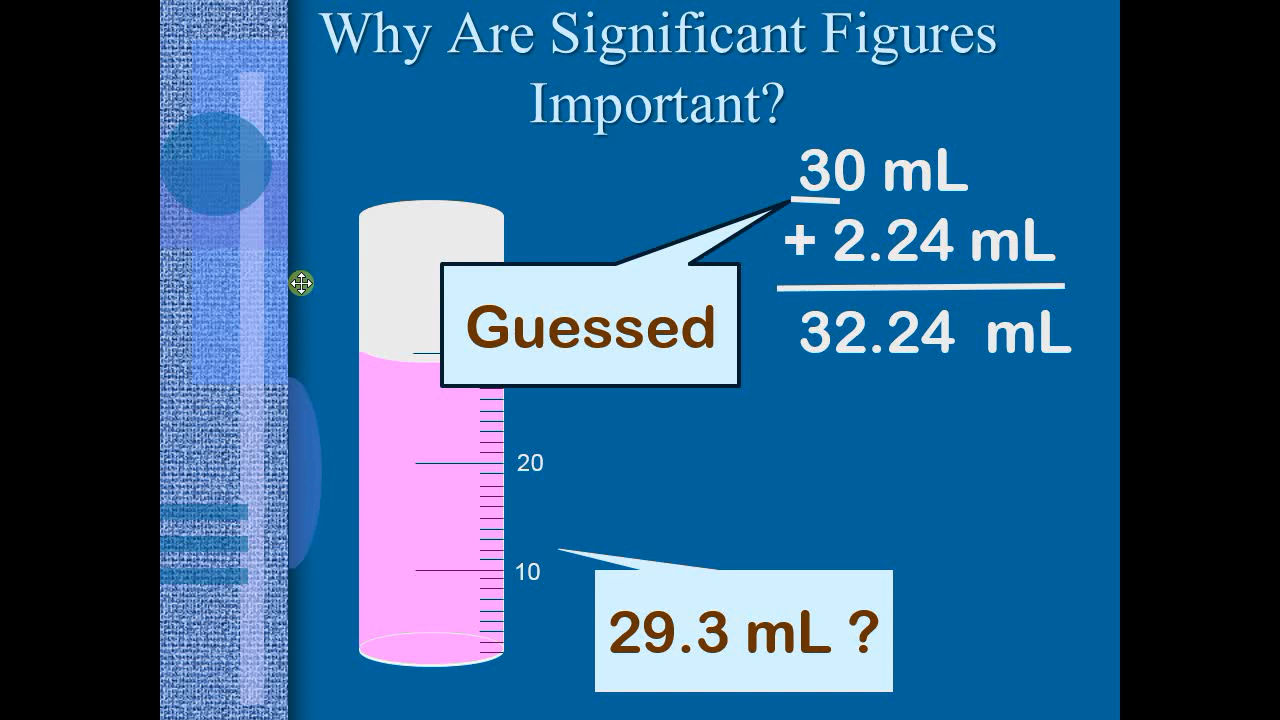 Why Are Significant Figures
Important?
30 mL
+ 2.24 mL
32.24 mL
Guessed
20
10
29.3 mL ?